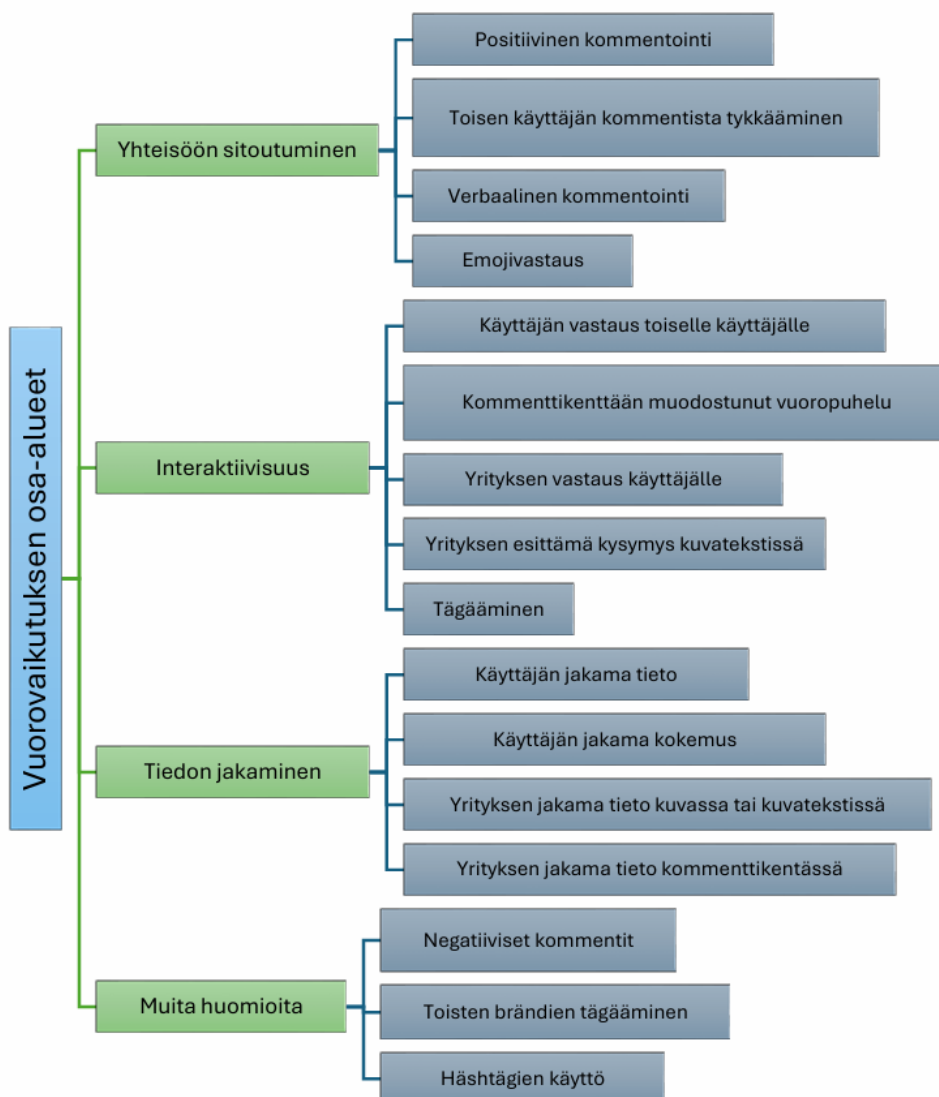 Vuorovaikutuksen osa-alueet
Yhteisöön sitoutuminen
Positiivinen kommentointi
Toisen käyttäjän kommentista tykkääminen
Verbaalinen kommentointi
Emojivastaus
Interaktiivisuus
Käyttäjän vastaus toiselle käyttäjälle
Kommenttikenttään muodostunut vuoropuhelu
Yrityksen vastaus käyttäjälle
Yrityksen esittämä kysymys kuvatekstissä
Tägääminen
Tiedon jakaminen
Käyttäjän jakama tieto
Käyttäjän jakama kokemus
Yrityksen jakama tieto kuvassa tai kuvatekstissä
Yrityksen jakama tieto kommenttikentässä
Muita huomioita
Negatiiviset kommentit
Toisten brändien tägääminen
Häshtägien käyttö